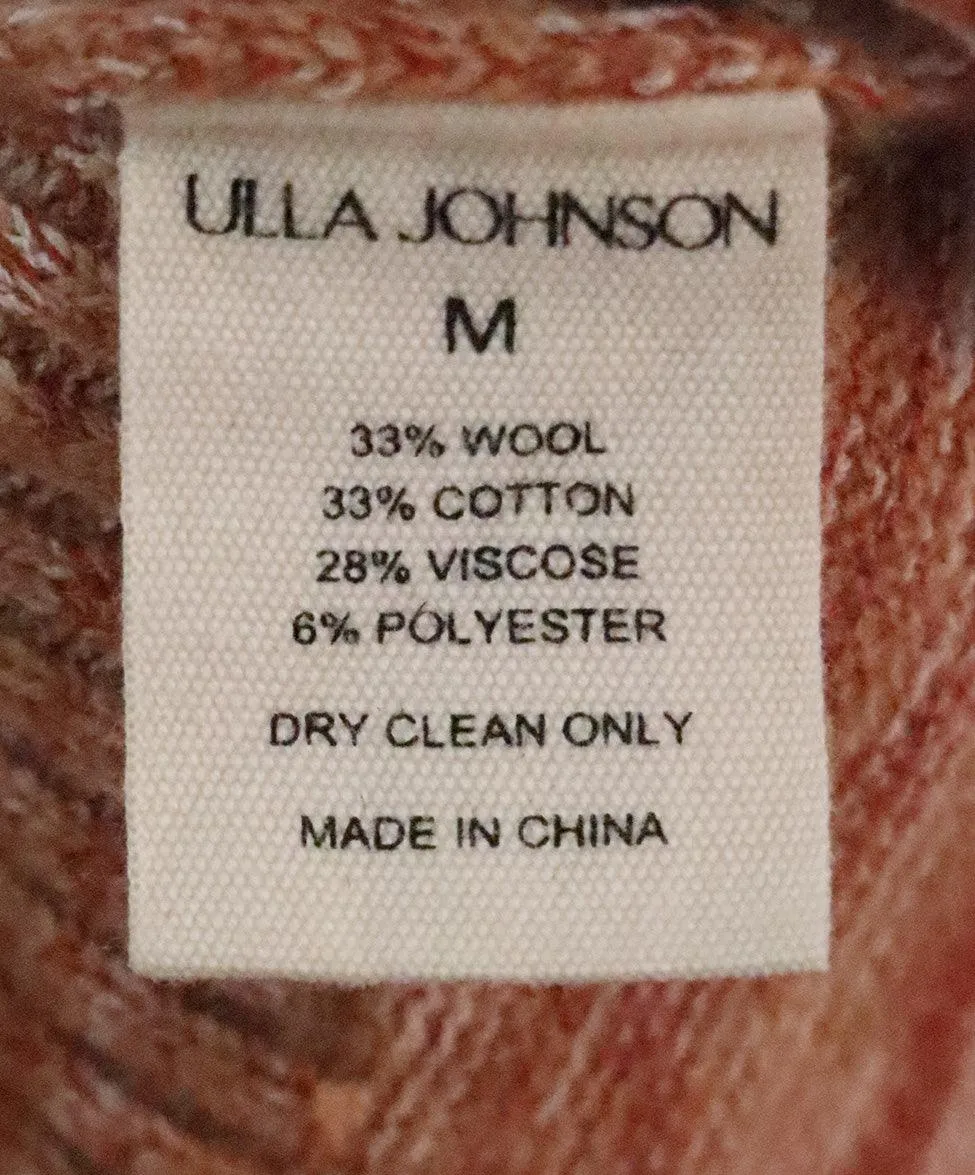 ULLA JOHNSON
M
33% WOOL
33% COTTON
28% VISCOSE
6% POLYESTER
DRY CLEAN ONLY
MADE IN CHINA